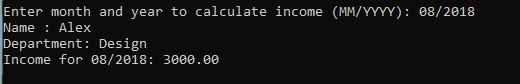 Enter month and year to calculate income (MM/YYYY): 08/2018
Name : Alex
Department: Design
Income for 08/2018: 3000.00